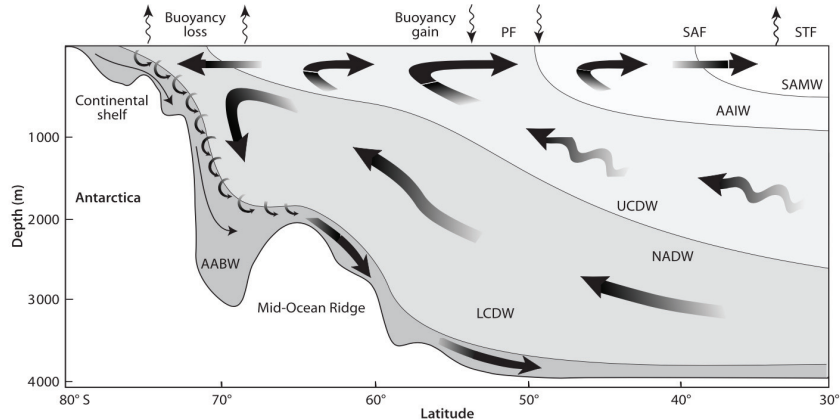 Buoyancy
loss
Buoyancy
gain
PF
SAF
STF
Continental
shelf
SAMW
AAIW
Antarctica
UCDW
NADW
AABW
Mid-Ocean Ridge
LCDW
Depth (m)
1000
2000
3000
4000
80° S
70°
60°
50°
40°
30°
Latitude